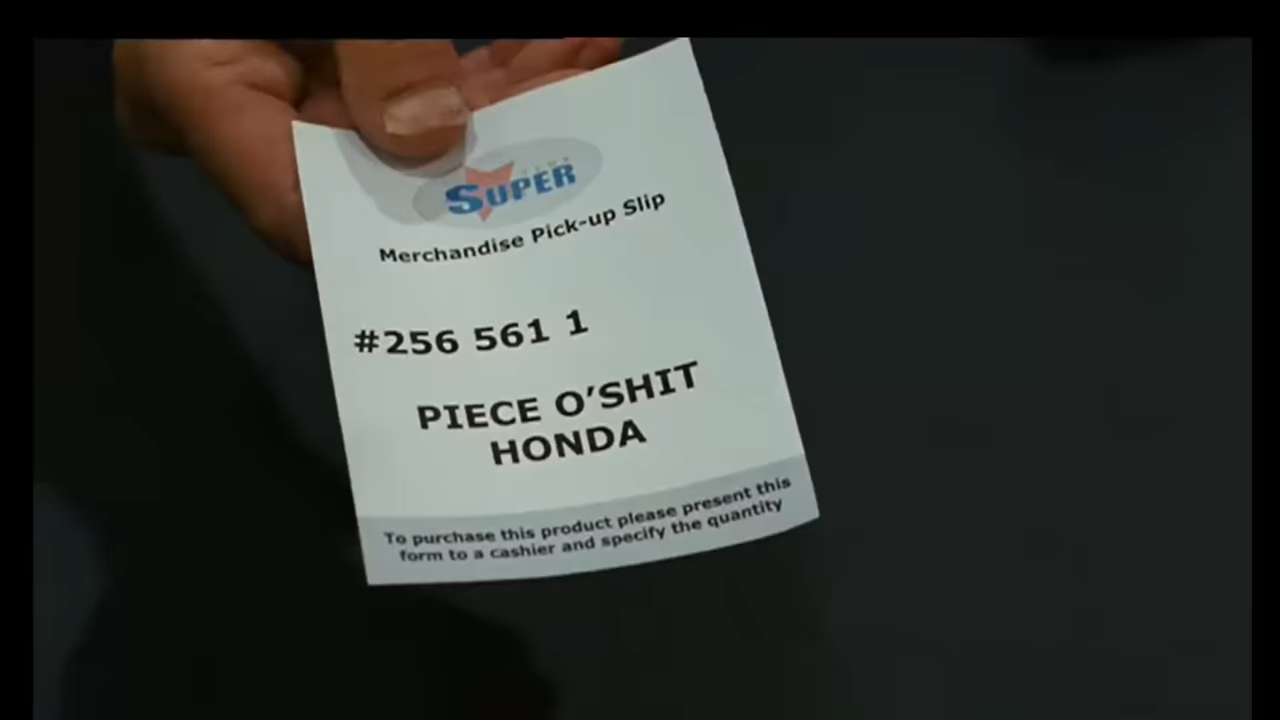 SUPER
Merchandise Pick-up Slip
#256 561 1
PIECE O'SHIT
HONDA
To purchase this product please present this
form to a cashier and specify the quantity